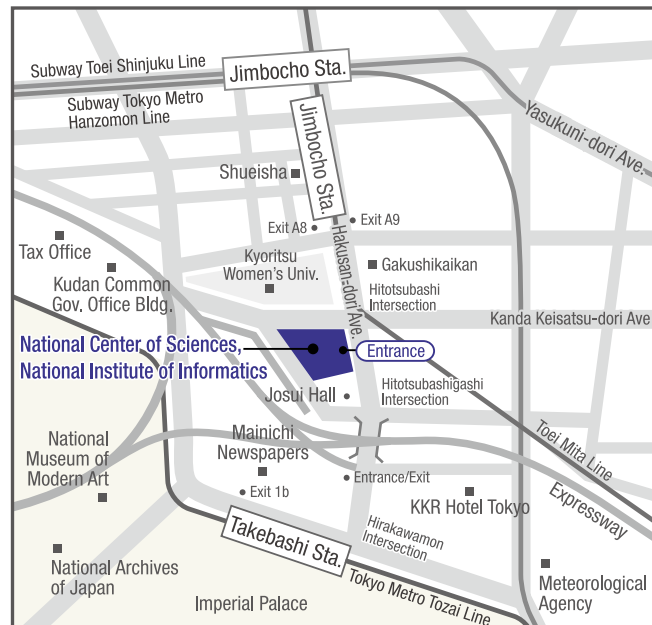 Subway Toei Shinjuku Line
Jimbocho Sta.
Subway Tokyo Metro
Hanzomon Line
Yasukuni-dori Ave.
Jimbocho Sta.
Shueisha
Exit A8
Exit A9
Hakusan-dori Ave.
Tax Office
Kudan Common
Gov. Office Bldg.
Kyoritsu
Women's Univ.
Gakushikaikan
Hitotsubashi
Intersection
Kanda Keisatsu-dori Ave
National Center of Sciences,
National Institute of Informatics
Entrance
Josui Hall
Hitotsubashigashi
Intersection
Toei Mita Line
Expressway
National
Museum of
Modern Art
Mainichi
Newspapers
Exit 1b
Entrance/Exit
KKR Hotel Tokyo
Takebashi Sta.
Hirakawamon
Intersection
National Archives
of Japan
Imperial Palace
Tokyo Metro Tozai Line
Meteorological
Agency